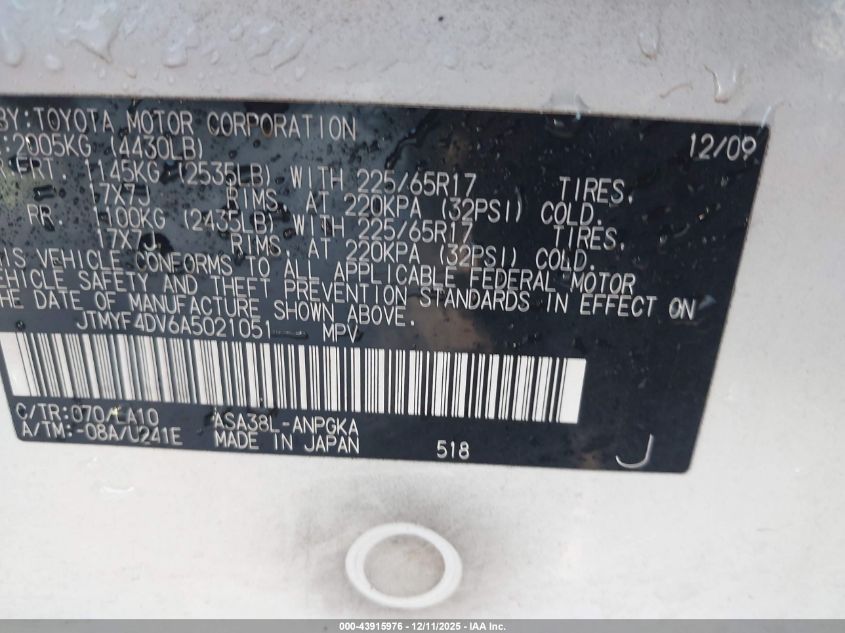 BY: TOYOTA MOTOR CORPORATION 12/09
: 2005KG (4430LB)
FRT. 1145KG (2535LB) WITH 225/65R17 TIRES.
17X7J RIMS. AT 220KPA (32PSI) COLD.
RR. 1100KG (2435LB) WITH 225/65R17 TIRES.
17X7J RIMS. AT 220KPA (32PSI) COLD.
IS VEHICLE CONFORMS TO ALL APPLICABLE FEDERAL MOTOR
EHICLE SAFETY AND THEFT PREVENTION STANDARDS IN EFFECT ON
HE DATE OF MANUFACTURE SHOWN ABOVE.
JTMYF4DV6A5021051 MPV
C/TR:070/LA10 ASA38L-ANPGKA
A/TM:-08A/U241E MADE IN JAPAN 518 J
000-43915976 - 12/11/2025 - IAA Inc.